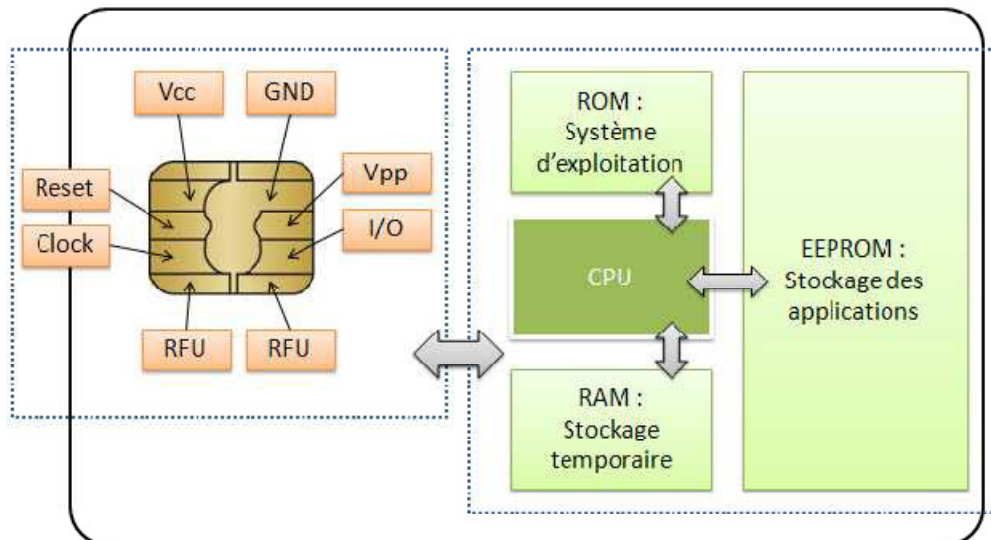 Vcc
GND
Reset
Vpp
Clock
I/O
RFU
RFU
ROM :
Système
d'exploitation
CPU
EEPROM :
Stockage des
applications
RAM :
Stockage
temporaire